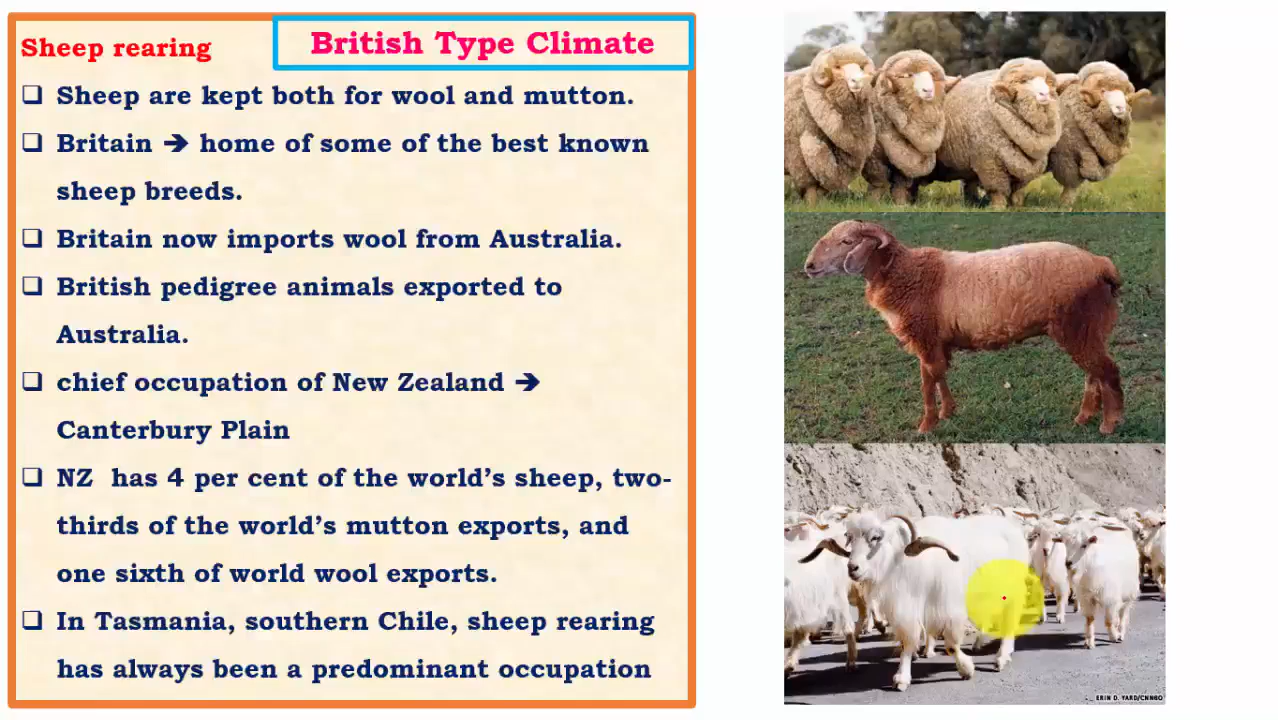 Sheep rearing
British Type Climate
❑ Sheep are kept both for wool and mutton.
❑ Britain ➔ home of some of the best known
sheep breeds.
❑ Britain now imports wool from Australia.
❑ British pedigree animals exported to
Australia.
❑ chief occupation of New Zealand ➔
Canterbury Plain
❑ NZ has 4 per cent of the world’s sheep, two-
thirds of the world’s mutton exports, and
one sixth of world wool exports.
❑ In Tasmania, southern Chile, sheep rearing
has always been a predominant occupation